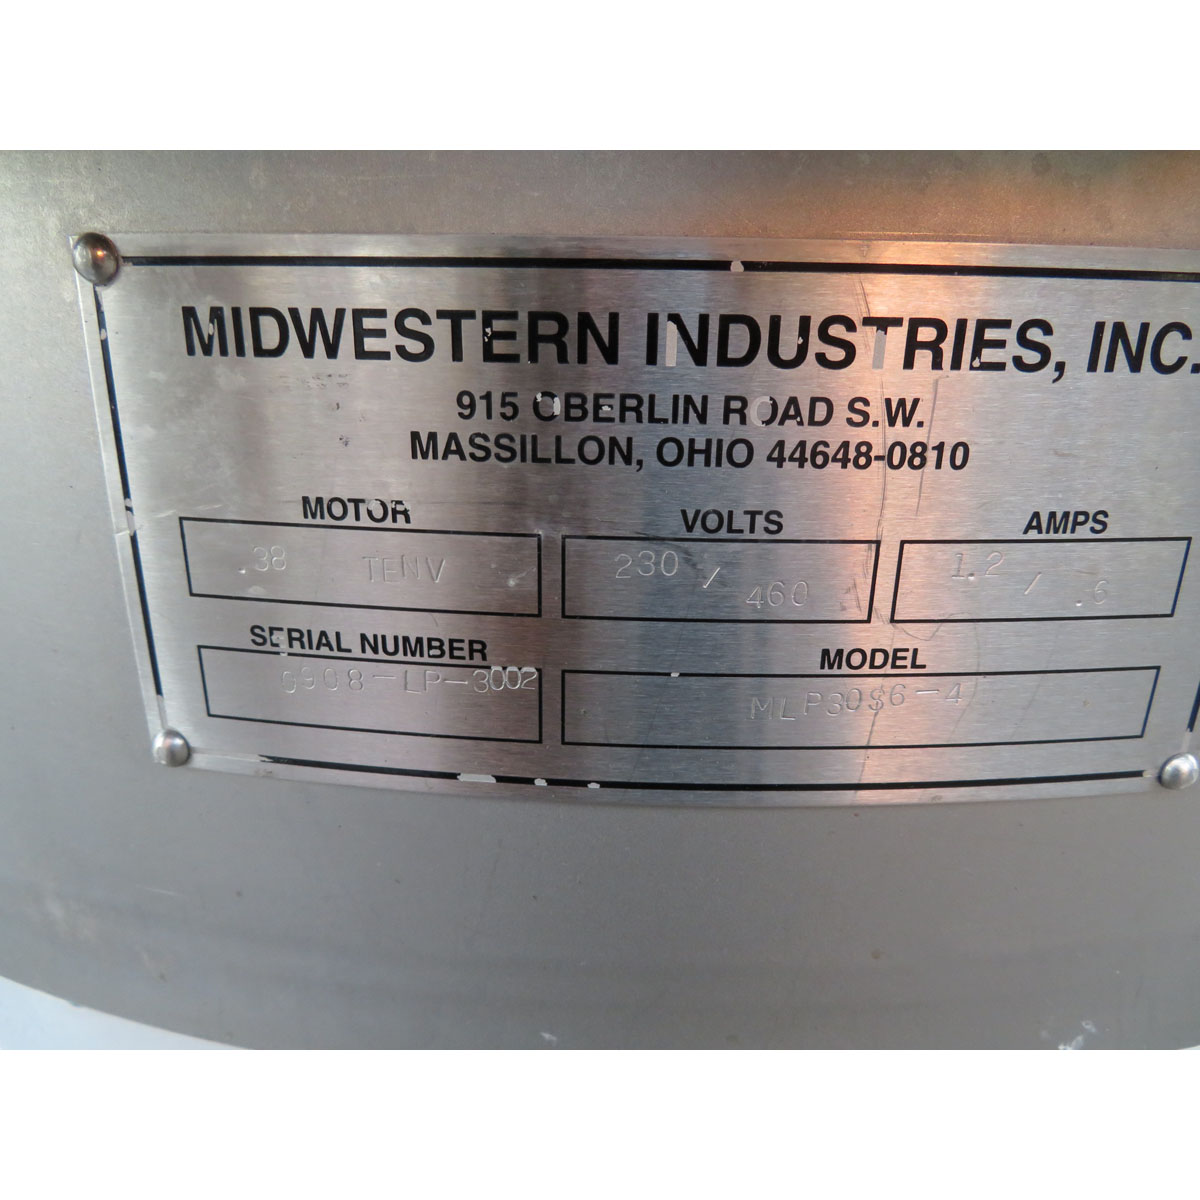 MIDWESTERN INDUSTRIES, INC.
915 OBERLIN ROAD S.W.
MASSILLON, OHIO 44648-0810
MOTOR VOLTS AMPS
.38 TENV 230 / 460 1.2 / .6
SERIAL NUMBER MODEL
0908-LP-3002 MLP30S6-4